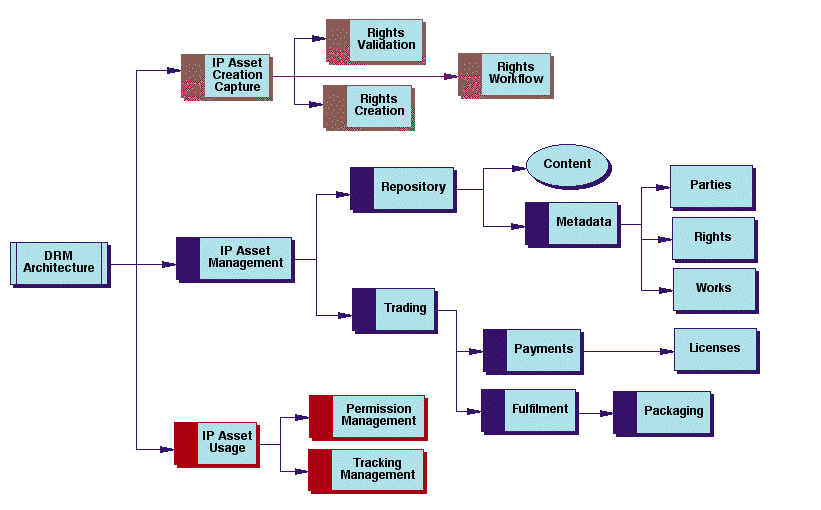 Rights
Validation
IP Asset
Creation
Capture
Rights
Workflow
Rights
Creation
Content
Repository
Parties
Metadata
Rights
DRM
Architecture
IP Asset
Management
Works
Trading
Payments
Licenses
Fulfilment
Packaging
Permission
Management
IP Asset
Usage
Tracking
Management